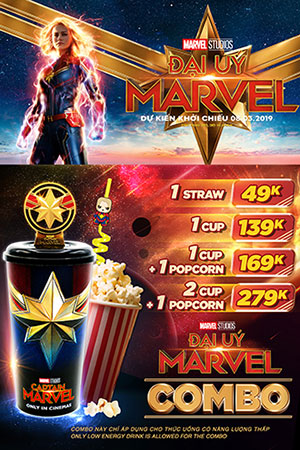 MARVEL STUDIOS
ĐẠI UÝ
MARVEL
DỰ KIẾN KHỞI CHIẾU 08.03.2019
1 STRAW 49K
1 CUP 139K
1 CUP
+ 1 POPCORN 169K
2 CUP
+ 1 POPCORN 279K
MARVEL STUDIOS
CAPTAIN
MARVEL
ONLY IN CINEMAS
MARVEL STUDIOS
ĐẠI UÝ
MARVEL
COMBO
COMBO NÀY CHỈ ÁP DỤNG CHO THỨC UỐNG CÓ NĂNG LƯỢNG THẤP
ONLY LOW ENERGY DRINK IS ALLOWED FOR THE COMBO